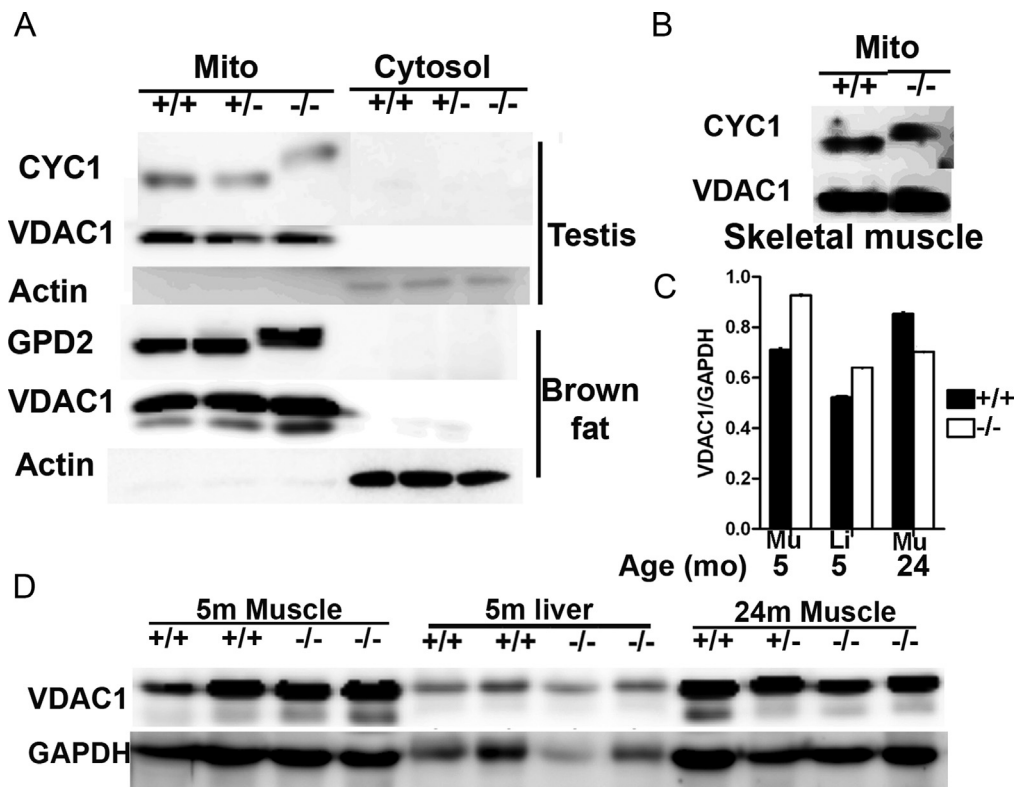 A
Mito Cytosol
+/+ +/- -/- +/+ +/- -/-
CYC1
VDAC1
Actin
Testis
GPD2
VDAC1
Actin
Brown
fat
B
Mito
+/+ -/-
CYC1
VDAC1
Skeletal muscle
C
VDAC1/GAPDH
1.0
0.8
0.6
0.4
0.2
0.0
+/+
-/-
Mu Li Mu
Age (mo) 5 5 24
D
5m Muscle 5m liver 24m Muscle
+/+ +/+ -/- -/- +/+ +/+ -/- -/- +/+ +/- -/- -/-
VDAC1
GAPDH